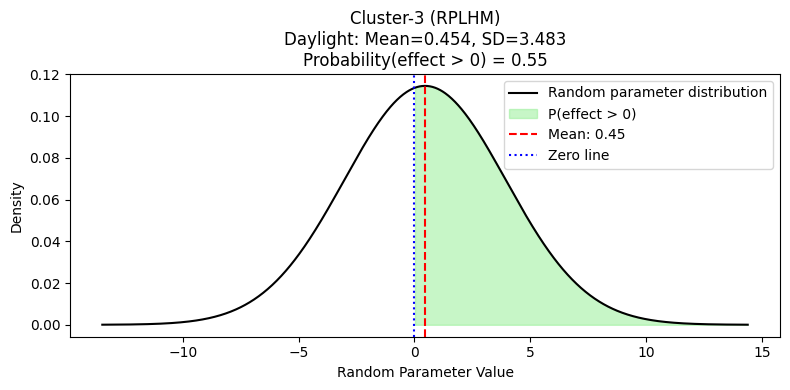 Cluster-3 (RPLHM)
Daylight: Mean=0.454, SD=3.483
Probability(effect > 0) = 0.55
Random parameter distribution
P(effect > 0)
Mean: 0.45
Zero line
Density
0.12
0.10
0.08
0.06
0.04
0.02
0.00
−10
−5
0
5
10
15
Random Parameter Value